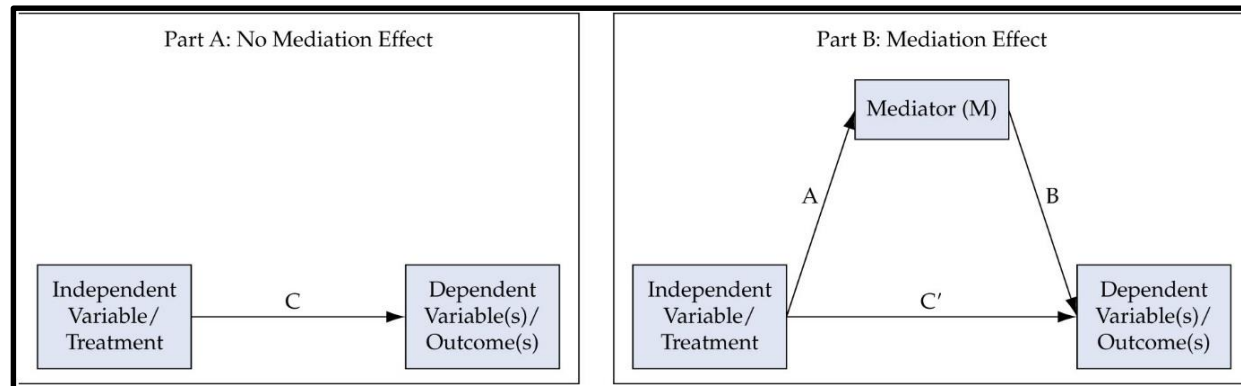 Part A: No Mediation Effect
Independent
Variable/
Treatment
C
Dependent
Variable(s)/
Outcome(s)
Part B: Mediation Effect
Mediator (M)
A
B
Independent
Variable/
Treatment
C′
Dependent
Variable(s)/
Outcome(s)